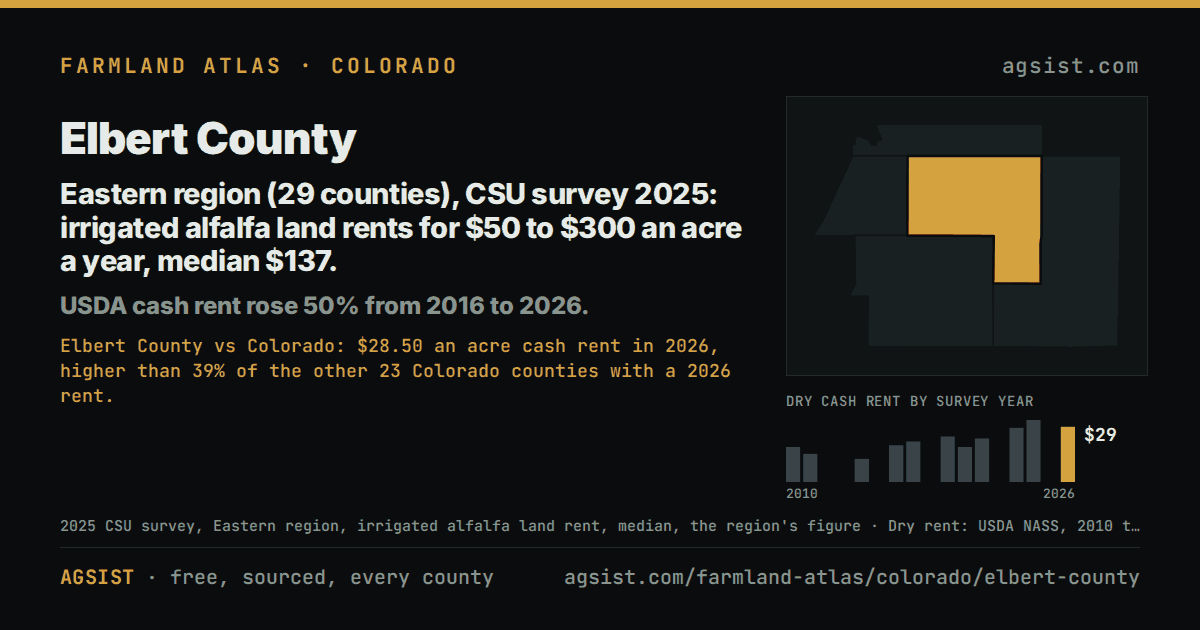 FARMLAND ATLAS · COLORADO
agsist.com
Elbert County
Eastern region (29 counties), CSU survey 2025:
irrigated alfalfa land rents for $50 to $300 an acre
a year, median $137.
USDA cash rent rose 50% from 2016 to 2026.
Elbert County vs Colorado: $28.50 an acre cash rent in 2026,
higher than 39% of the other 23 Colorado counties with a 2026
rent.
DRY CASH RENT BY SURVEY YEAR
$29
2010
2026
2025 CSU survey, Eastern region, irrigated alfalfa land rent, median, the region's figure · Dry rent: USDA NASS, 2010 t…
AGSIST · free, sourced, every county
agsist.com/farmland-atlas/colorado/elbert-county